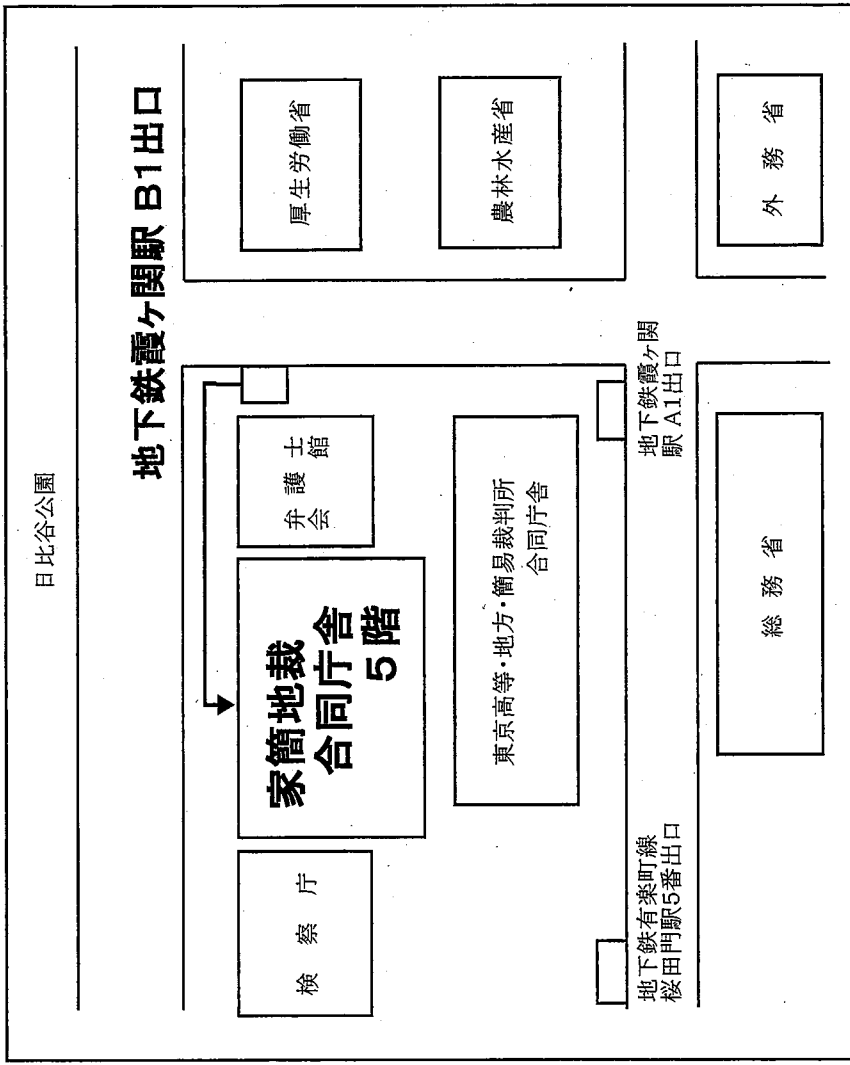 日比谷公園
地下鉄霞ヶ関駅 B1出口
検察庁
家簡地裁
合同庁舎
5階
弁護士
会館
厚生労働省
東京高等・地方・簡易裁判所
合同庁舎
農林水産省
地下鉄有楽町線
桜田門駅5番出口
地下鉄霞ヶ関
駅 A1出口
総務省
外務省